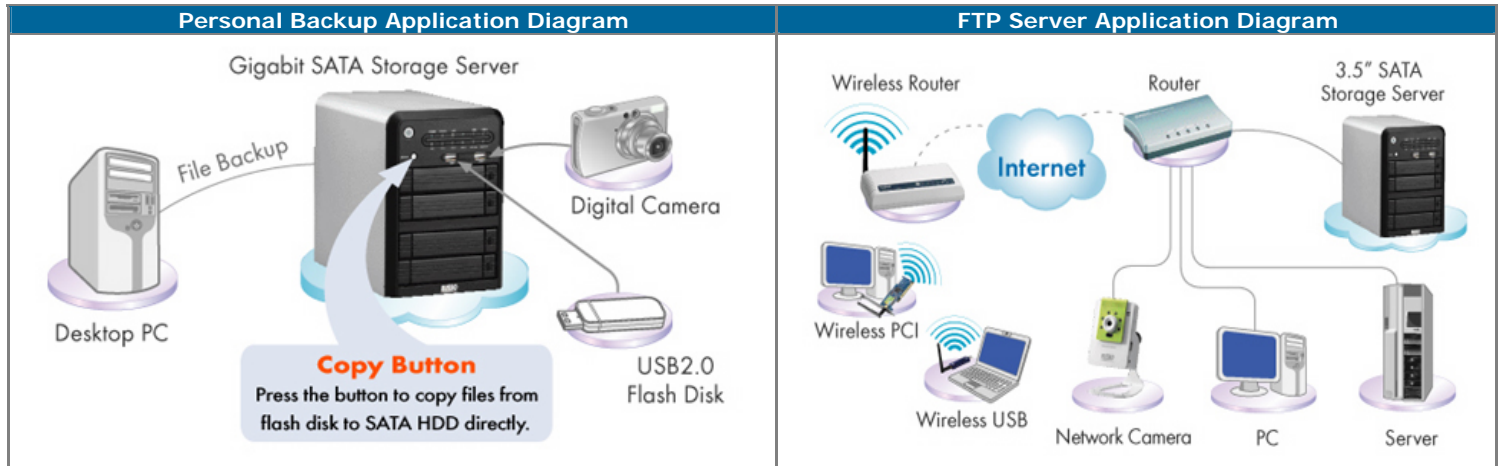 Personal Backup Application Diagram
Gigabit SATA Storage Server
File Backup
Digital Camera
Desktop PC
Copy Button
Press the button to copy files from
flash disk to SATA HDD directly.
USB2.0
Flash Disk
FTP Server Application Diagram
Wireless Router
Router
3.5” SATA
Storage Server
Internet
Wireless PCI
Wireless USB
Network Camera
PC
Server